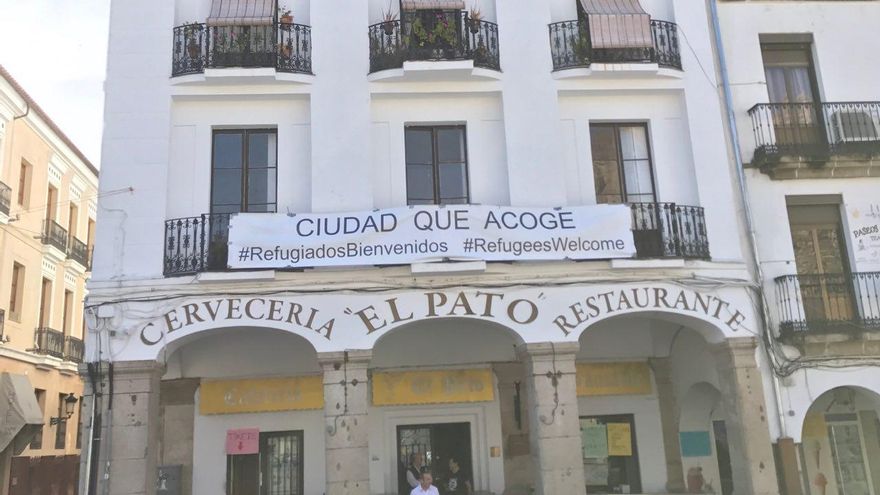 CIUDAD QUE ACOGE
#RefugiadosBienvenidos #RefugeesWelcome
CERVECERIA "EL PATO" RESTAURANTE